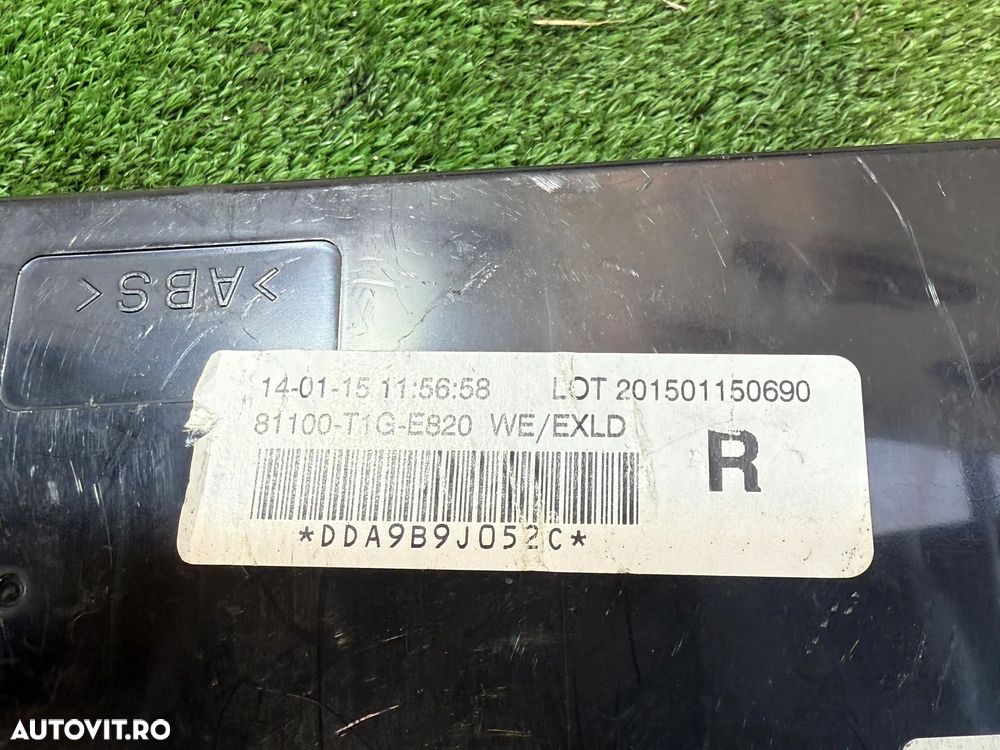 >ABS<
14-01-15 11:56:58 LOT 201501150690
81100-T1G-E820 WE/EXLD
R
*DDA9B9J052C*
AUTOVIT.RO